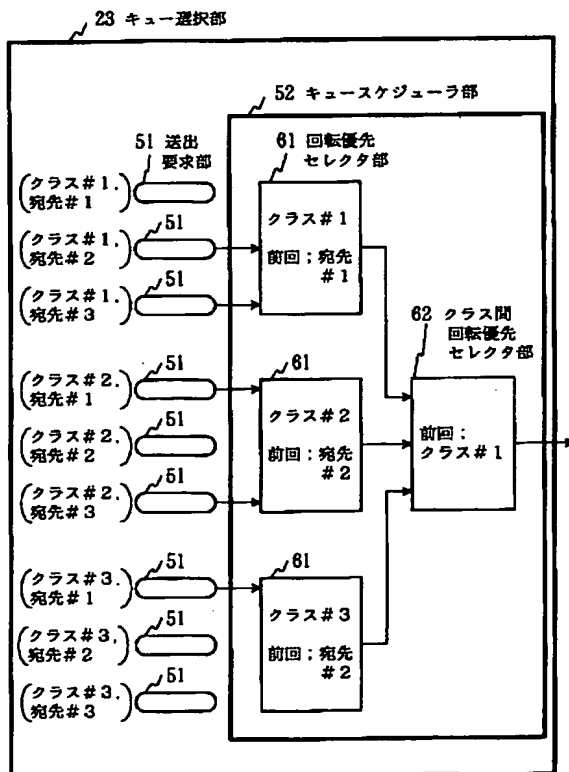 23 キュー選択部
52 キュースケジューラ部
51 送出
要求部
61 回転優先
セレクタ部
(クラス#1,
宛先#1)
クラス#1
前回;宛先
#1
(クラス#1,
宛先#2)
51
(クラス#1,
宛先#3)
51
62 クラス間
回転優先
セレクタ部
前回;
クラス#1
(クラス#2,
宛先#1)
51
61
クラス#2
前回;宛先
#2
(クラス#2,
宛先#2)
51
(クラス#2,
宛先#3)
51
(クラス#3,
宛先#1)
51
61
クラス#3
前回;宛先
#2
(クラス#3,
宛先#2)
51
(クラス#3,
宛先#3)
51